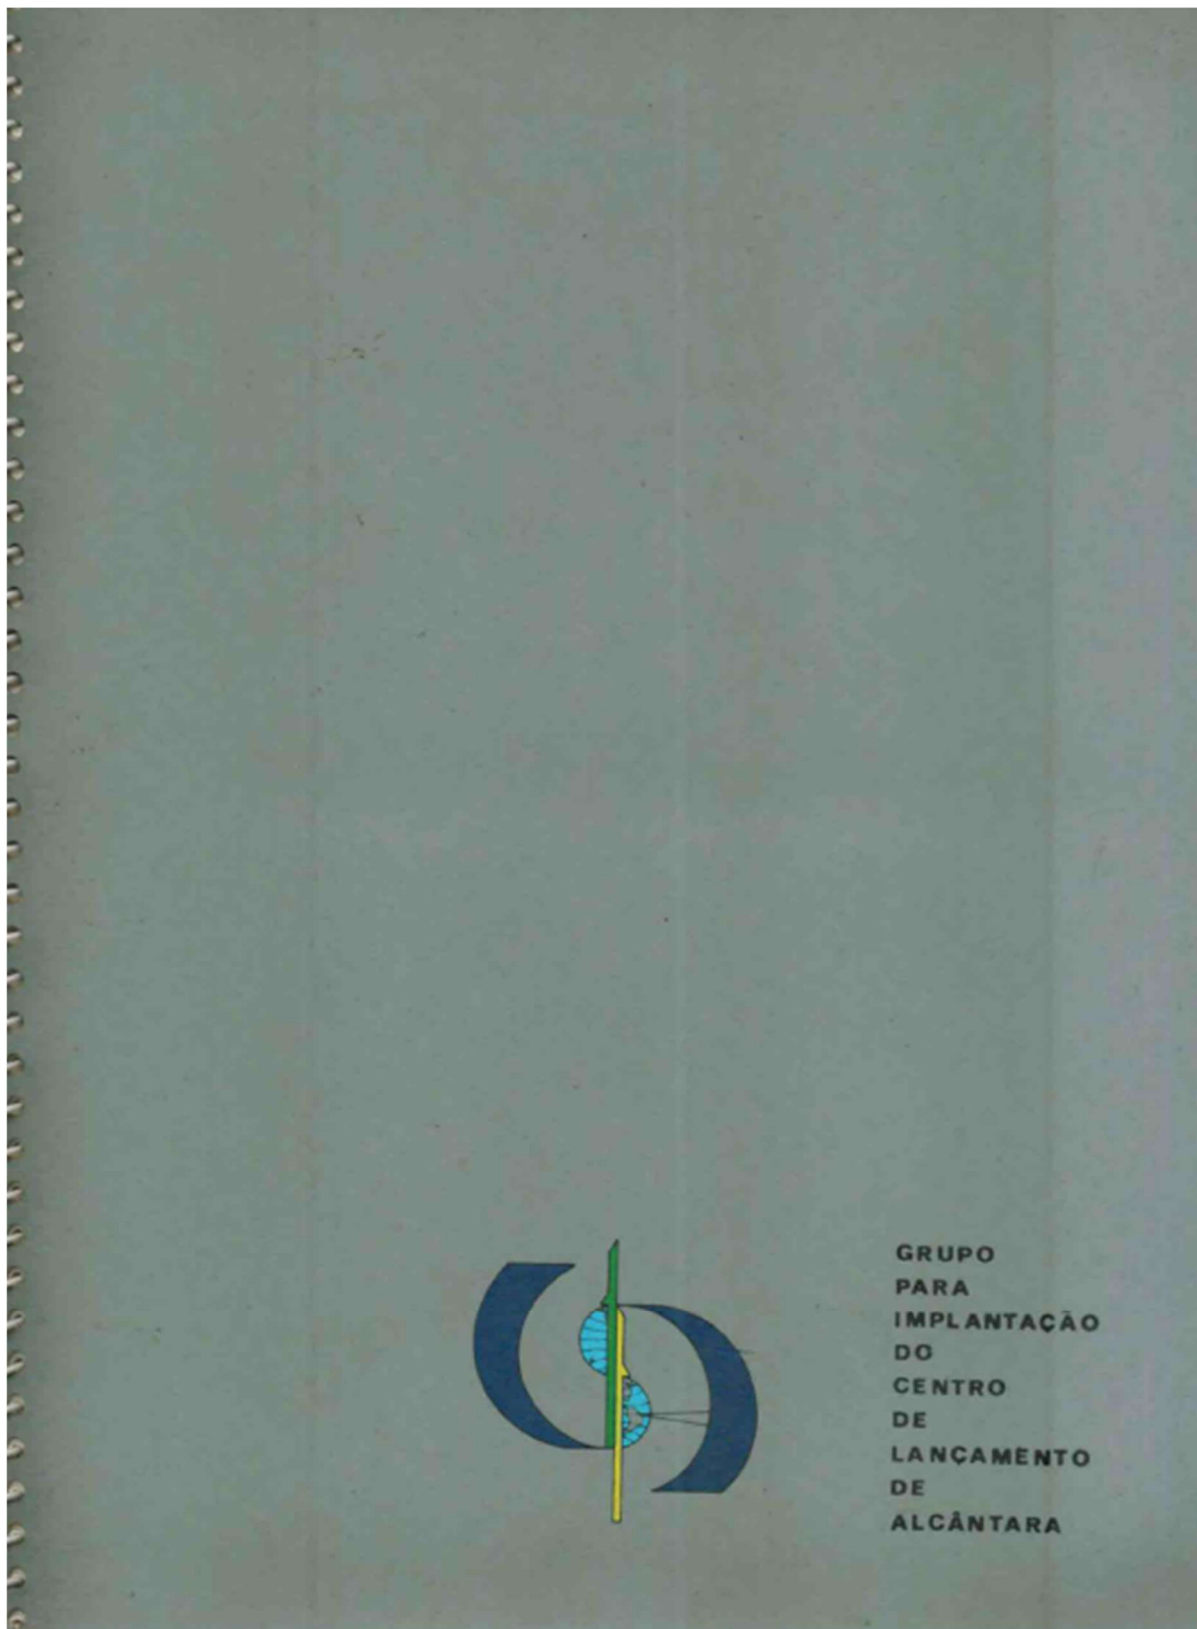 GRUPO
PARA
IMPLANTAÇÃO
DO
CENTRO
DE
LANÇAMENTO
DE
ALCÂNTARA